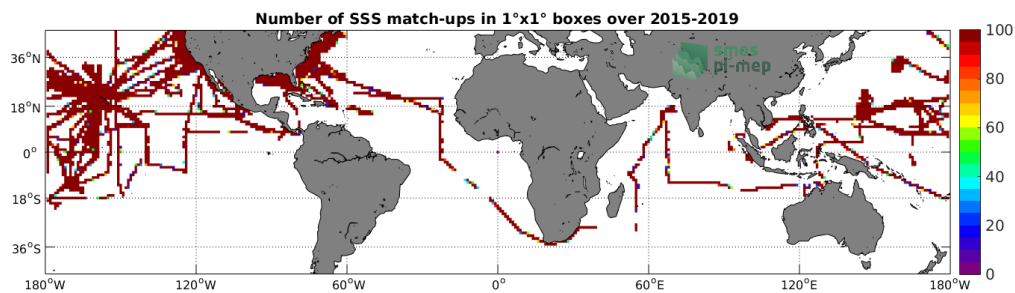 Number of SSS match-ups in 1°x1° boxes over 2015-2019
smos
pi-mep
36°N
18°N
0°
18°S
36°S
180°W
120°W
60°W
0°
60°E
120°E
180°W
100
80
60
40
20
0